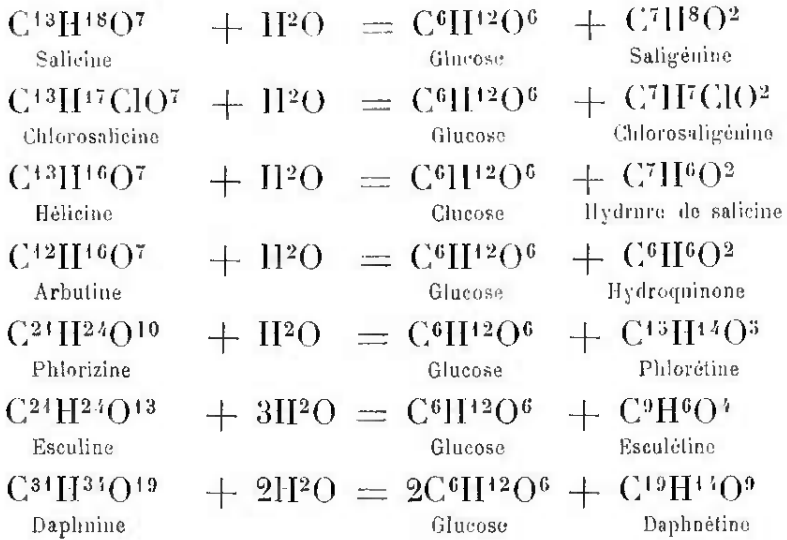 C¹³H¹⁸O⁷ + H²O = C⁶H¹²O⁶ + C⁷H⁸O²
Salicine Glucose Saligénine
C¹³H¹⁷ClO⁷ + H²O = C⁶H¹²O⁶ + C⁷H⁷ClO²
Chlorosalicine Glucose Chlorosaligénine
C¹³H¹⁶O⁷ + H²O = C⁶H¹²O⁶ + C⁷H⁶O²
Hélicine Glucose Hydrure de salicine
C¹²H¹⁶O⁷ + H²O = C⁶H¹²O⁶ + C⁶H⁶O²
Arbutine Glucose Hydroquinone
C²¹H²⁴O¹⁰ + H²O = C⁶H¹²O⁶ + C¹⁵H¹⁴O⁵
Phlorizine Glucose Phlorétine
C²¹H²⁴O¹³ + 3H²O = C⁶H¹²O⁶ + C⁹H⁶O⁴
Esculine Glucose Esculétine
C³¹H³⁴O¹⁹ + 2H²O = 2C⁶H¹²O⁶ + C¹⁹H¹⁴O⁹
Daphnine Glucose Daphnétine